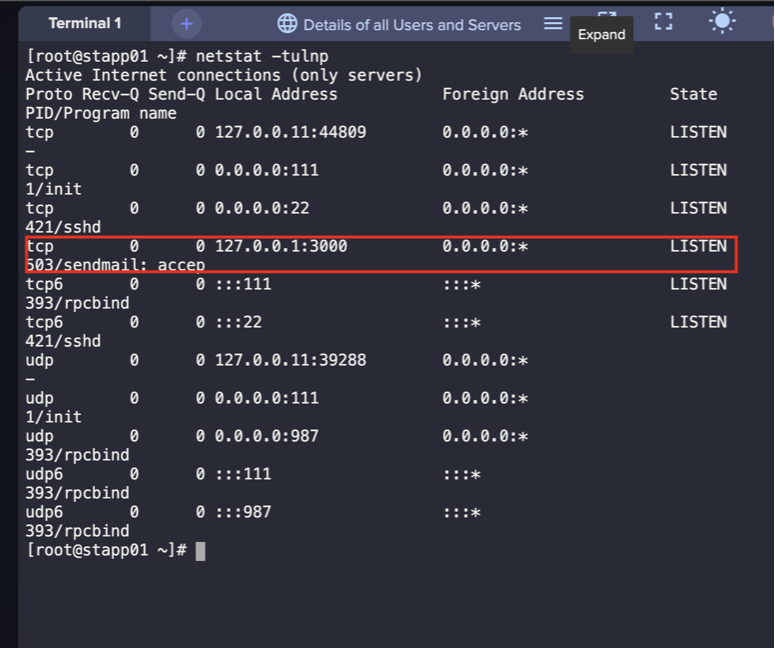 Terminal 1
+
Details of all Users and Services
Expand
[root@stapp01 ~]# netstat -tulnp
Active Internet connections (only servers)
Proto Recv-Q Send-Q Local Address           Foreign Address         State
PID/Program name
tcp        0      0 127.0.0.11:44809        0.0.0.0:*               LISTEN
-
tcp        0      0 0.0.0.0:111             0.0.0.0:*               LISTEN
1/init
tcp        0      0 0.0.0.0:22              0.0.0.0:*               LISTEN
421/sshd
tcp        0      0 127.0.0.1:3000          0.0.0.0:*               LISTEN
503/sendmail: accep
tcp6       0      0 :::111                  :::*                    LISTEN
393/rpcbind
tcp6       0      0 :::22                   :::*                    LISTEN
421/sshd
udp        0      0 127.0.0.11:39288        0.0.0.0:*
-
udp        0      0 0.0.0.0:111             0.0.0.0:*
1/init
udp        0      0 0.0.0.0:987             0.0.0.0:*
393/rpcbind
udp6       0      0 :::111                  :::*
393/rpcbind
udp6       0      0 :::987                  :::*
393/rpcbind
[root@stapp01 ~]#